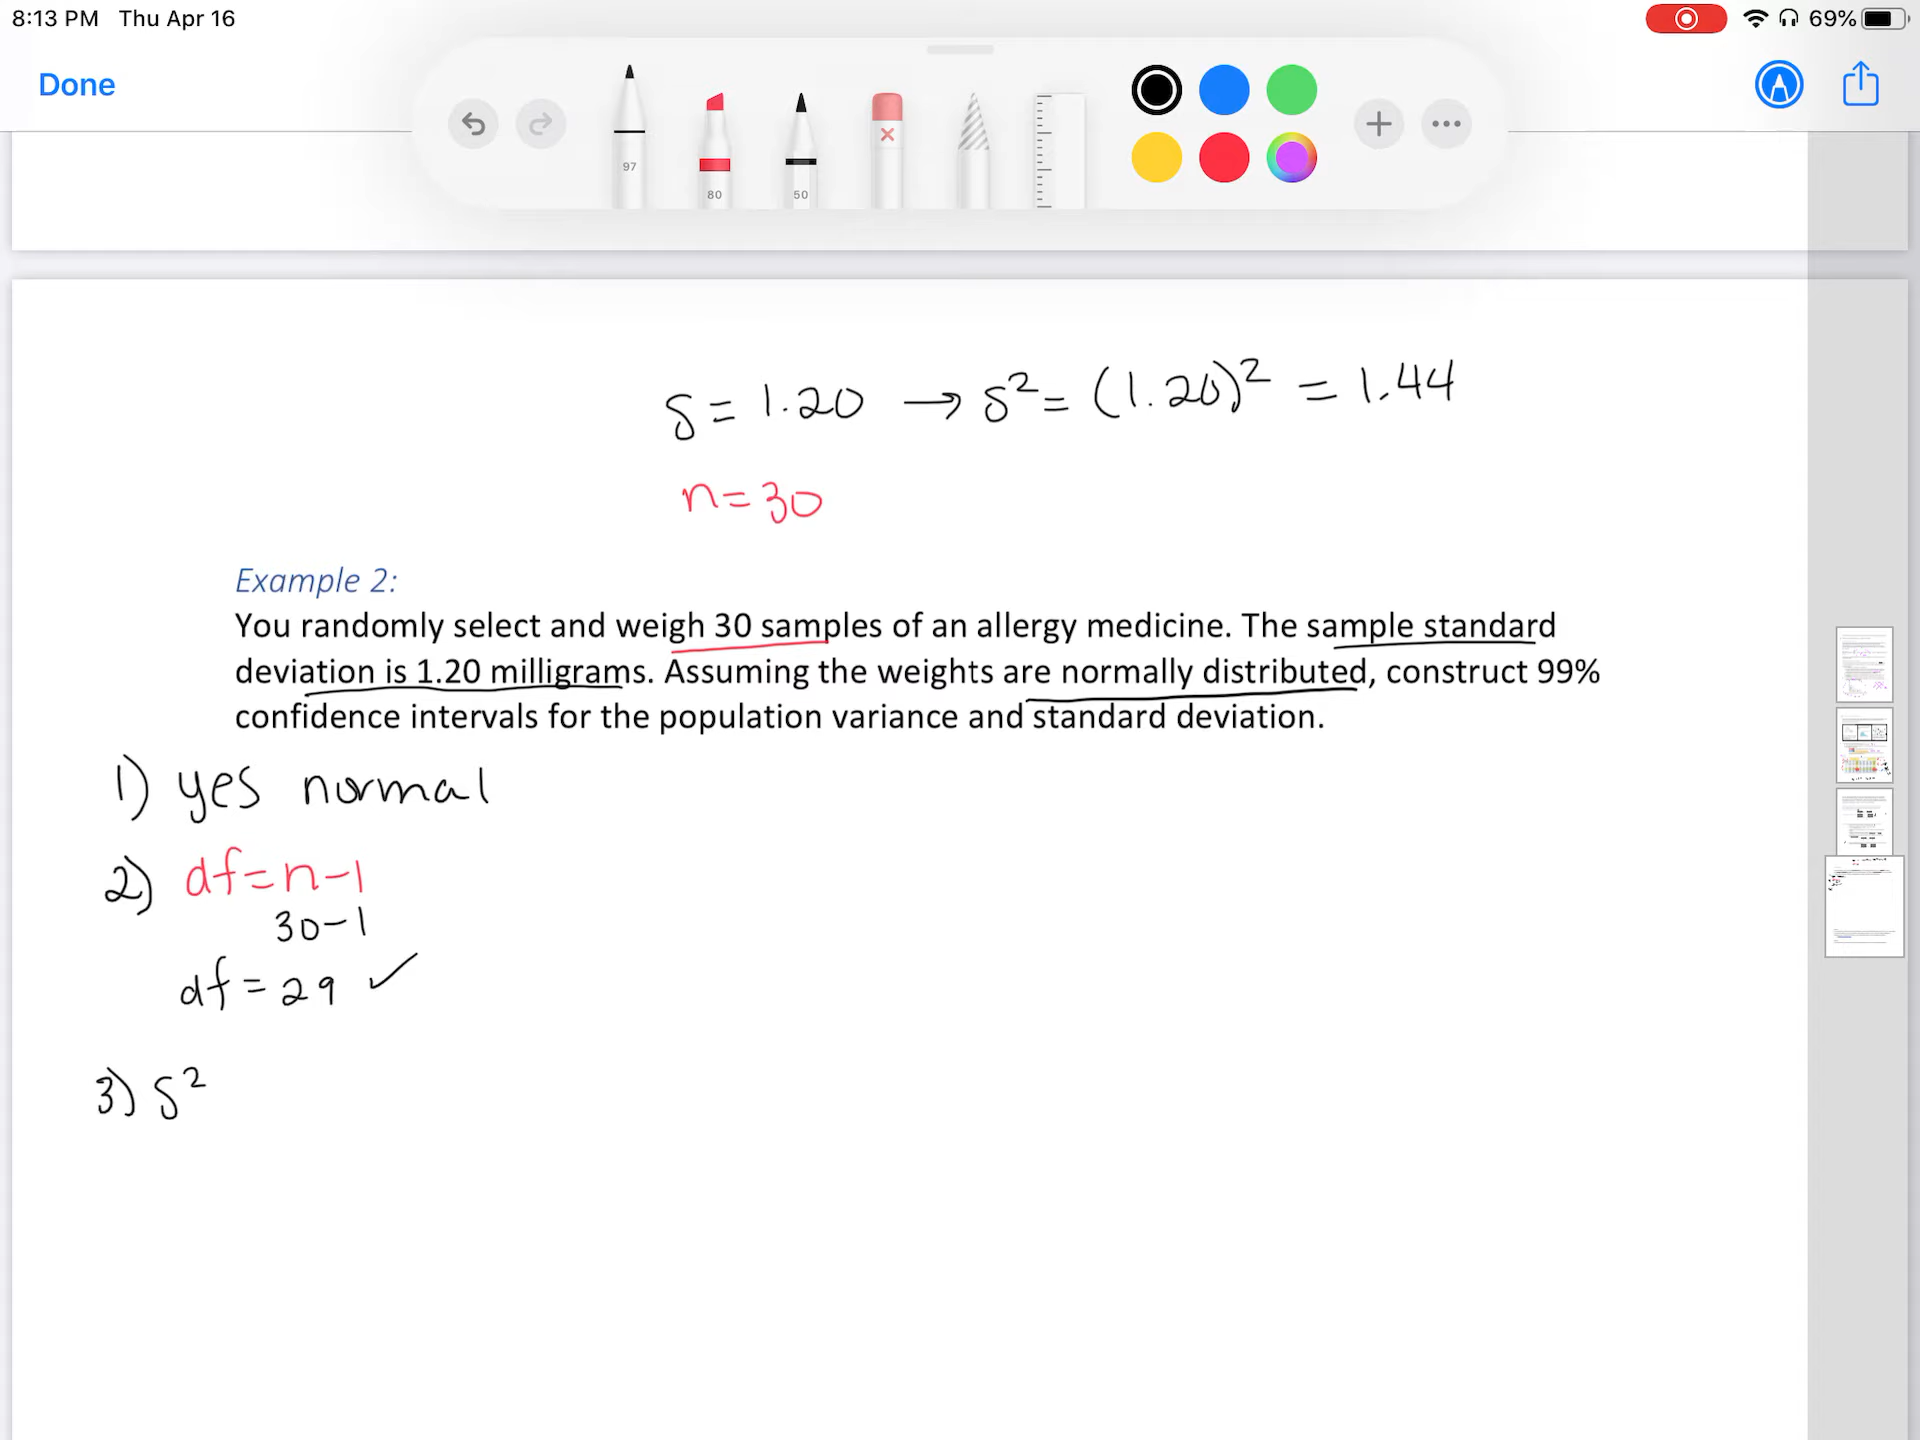 8:13 PM Thu Apr 16
69%
Done
97
80
50
s = 1.20 → s² = (1.20)² = 1.44
n = 30
Example 2:
You randomly select and weigh 30 samples of an allergy medicine. The sample standard
deviation is 1.20 milligrams. Assuming the weights are normally distributed, construct 99%
confidence intervals for the population variance and standard deviation.
1) yes normal
2) df = n - 1
30 - 1
df = 29 ✓
3) s²